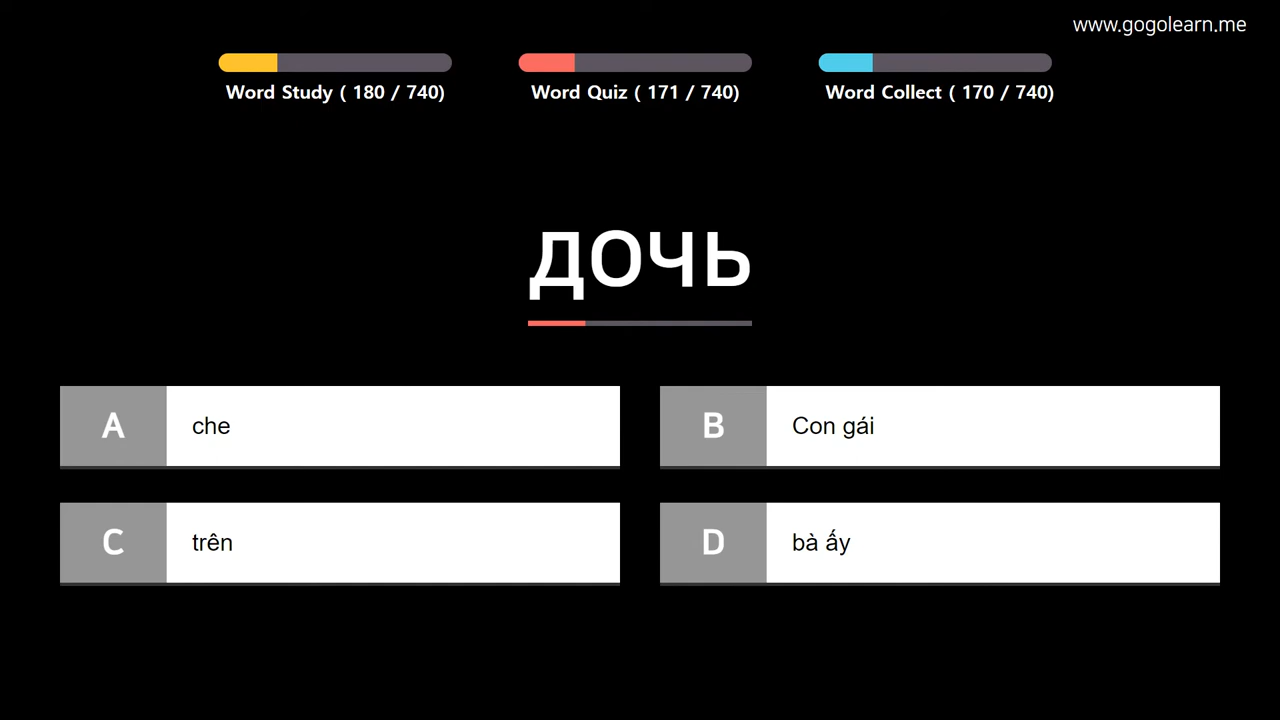 www.gogolearn.me
Word Study ( 180 / 740)
Word Quiz ( 171 / 740)
Word Collect ( 170 / 740)
дочь
A che
B Con gái
C trên
D bà ấy